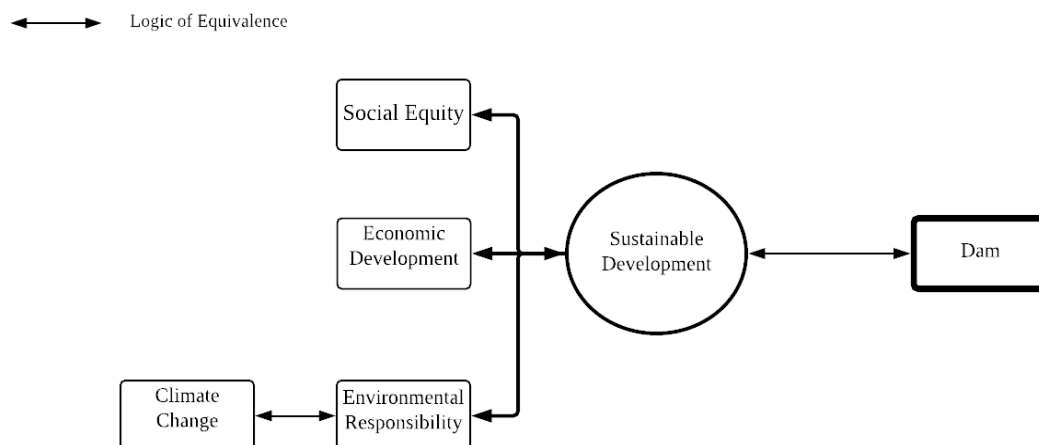 Logic of Equivalence
Social Equity
Economic
Development
Sustainable
Development
Dam
Climate
Change
Environmental
Responsibility